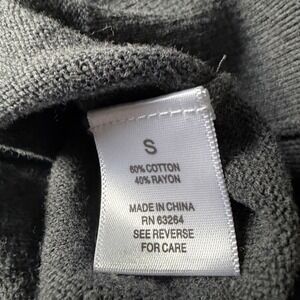 S
60% COTTON
40% RAYON
MADE IN CHINA
RN 63264
SEE REVERSE
FOR CARE